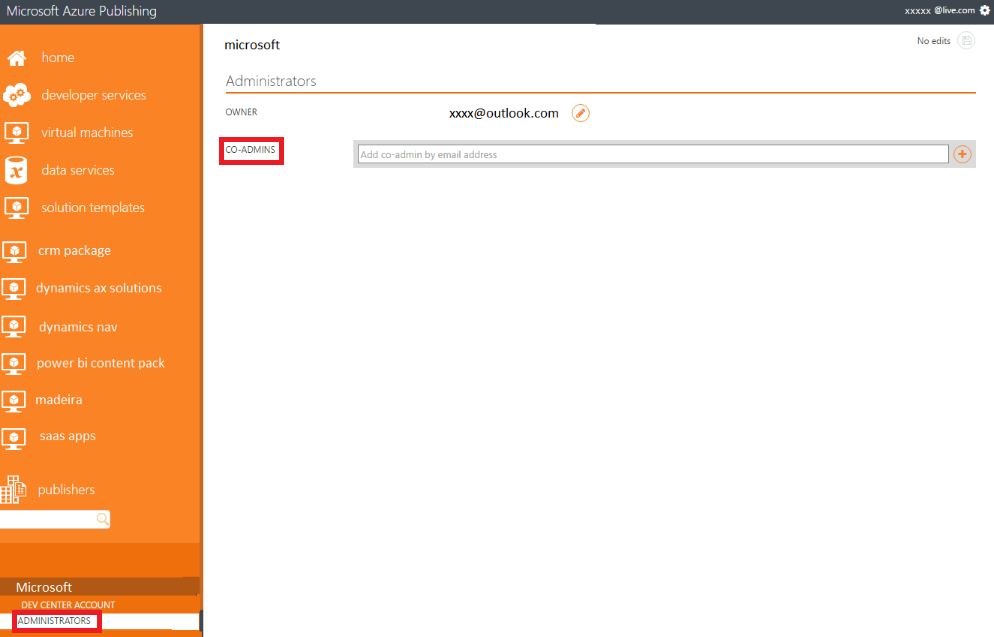 Microsoft Azure Publishing
xxxxx @live.com
home
developer services
virtual machines
data services
solution templates
crm package
dynamics ax solutions
dynamics nav
power bi content pack
madeira
saas apps
publishers
Microsoft
DEV CENTER ACCOUNT
ADMINISTRATORS
microsoft
No edits
Administrators
OWNER
xxxx@outlook.com
CO-ADMINS
Add co-admin by email address